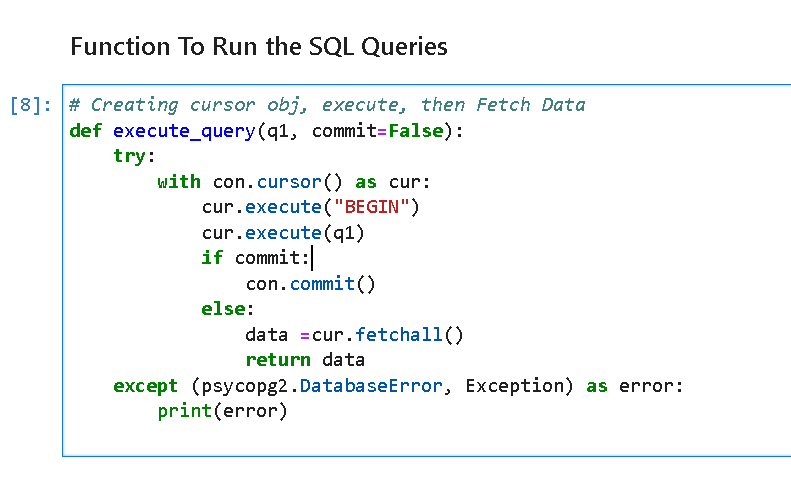 Function To Run the SQL Queries
[8]: # Creating cursor obj, execute, then Fetch Data
def execute_query(q1, commit=False):
    try:
        with con.cursor() as cur:
            cur.execute("BEGIN")
            cur.execute(q1)
            if commit:
                con.commit()
            else:
                data =cur.fetchall()
                return data
    except (psycopg2.DatabaseError, Exception) as error:
        print(error)